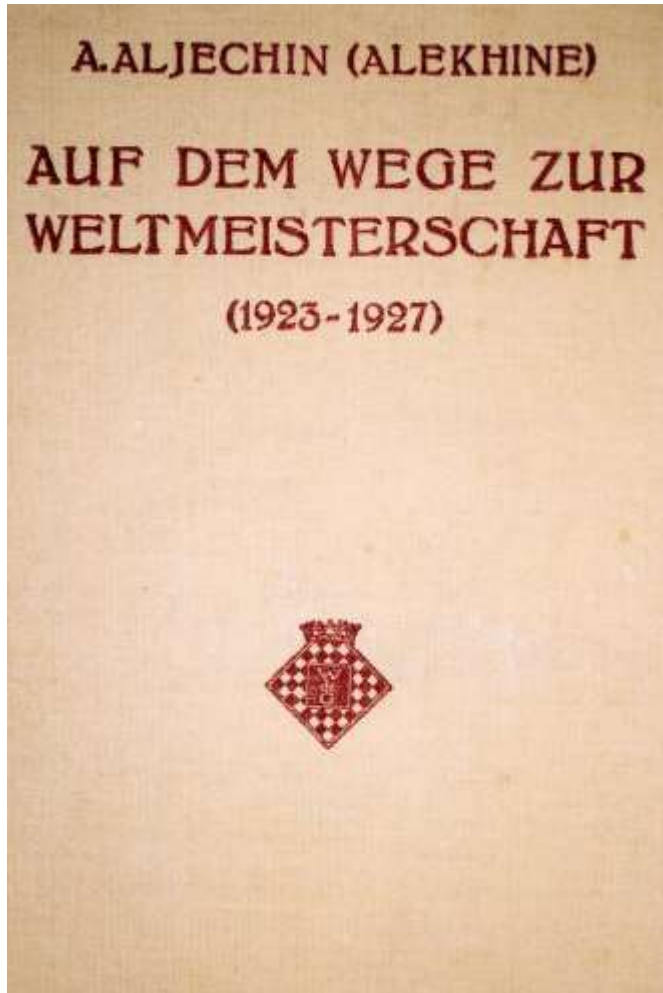 A. ALJECHIN (ALEKHINE)
AUF DEM WEGE ZUR
WELTMEISTERSCHAFT
(1923-1927)